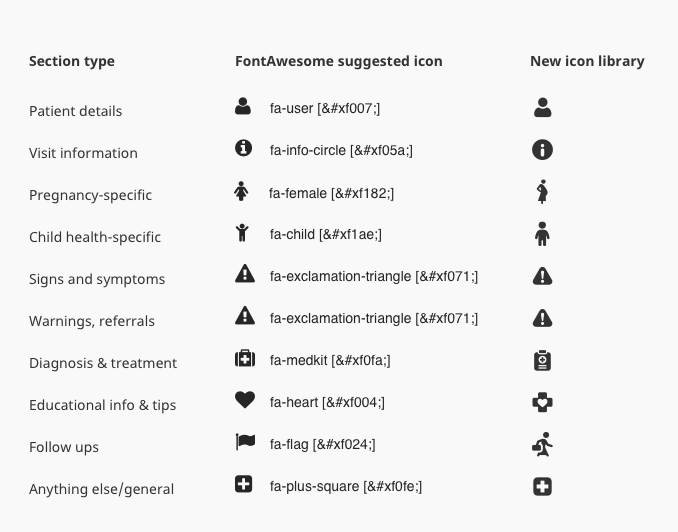 Section type FontAwesome suggested icon New icon library
Patient details fa-user [&#xf007;]
Visit information fa-info-circle [&#xf05a;]
Pregnancy-specific fa-female [&#xf182;]
Child health-specific fa-child [&#xf1ae;]
Signs and symptoms fa-exclamation-triangle [&#xf071;]
Warnings, referrals fa-exclamation-triangle [&#xf071;]
Diagnosis & treatment fa-medkit [&#xf0fa;]
Educational info & tips fa-heart [&#xf004;]
Follow ups fa-flag [&#xf024;]
Anything else/general fa-plus-square [&#xf0fe;]